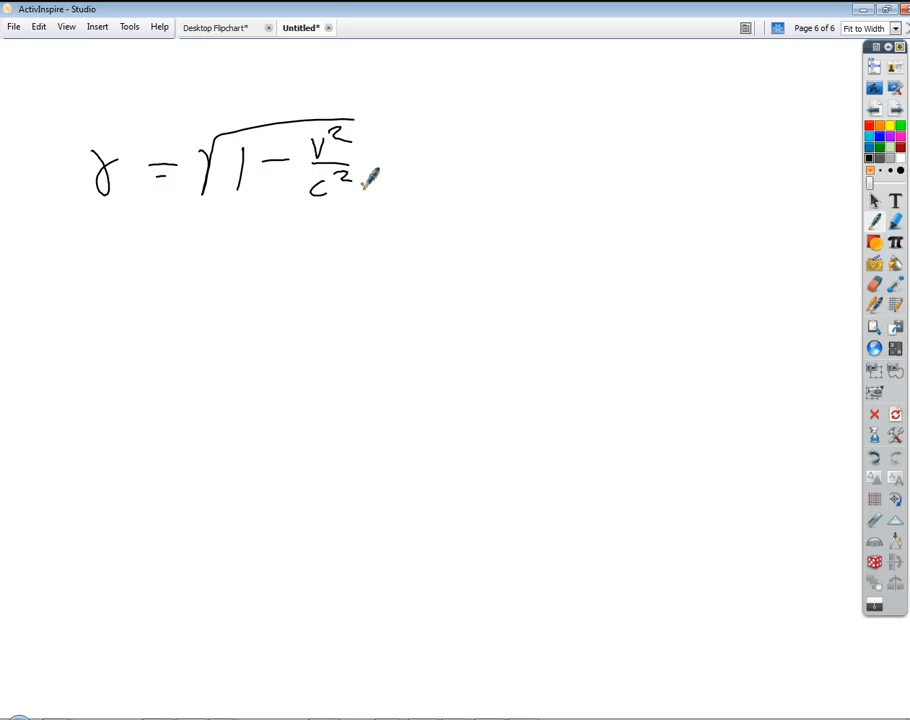 ActivInspire - Studio
File Edit View Insert Tools Help Desktop Flipchart* Untitled* Page 6 of 6 Fit to Width
γ = √(1 − v²/c²)
T
π